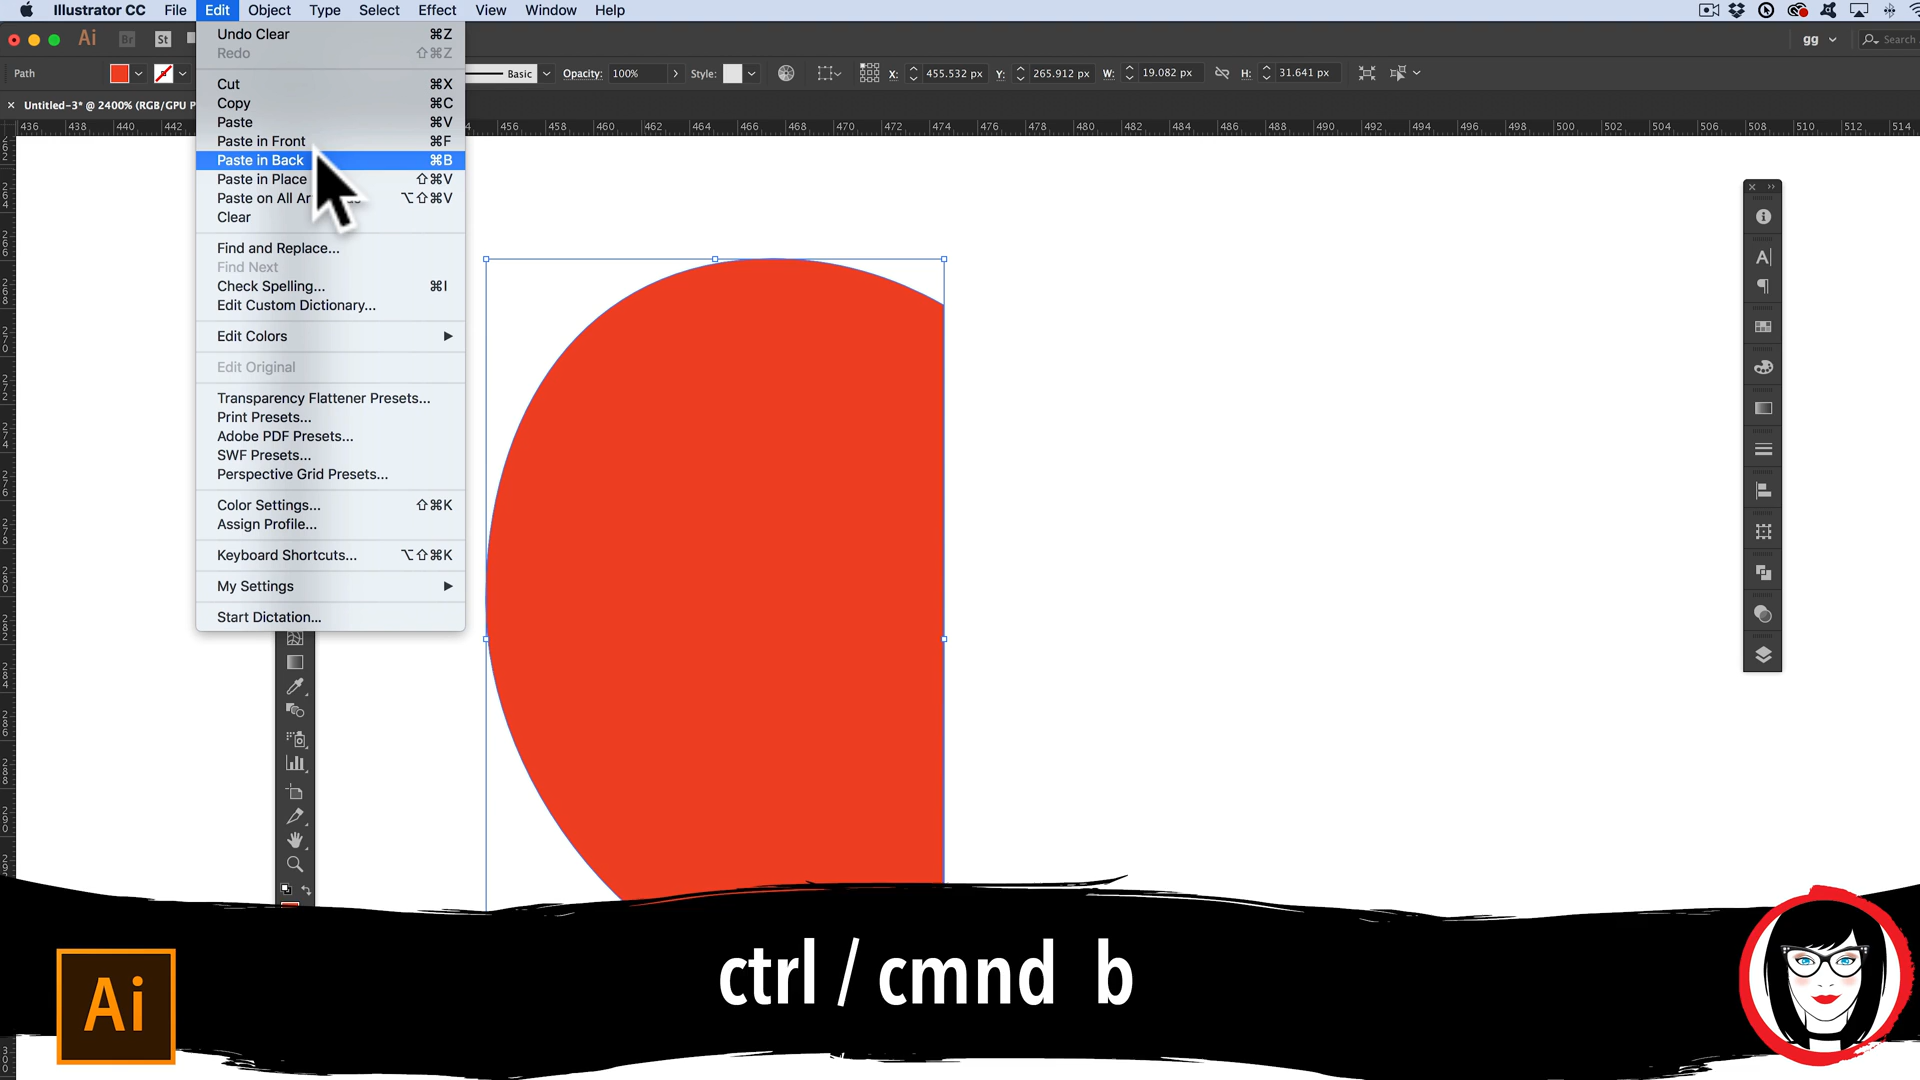 Illustrator CC File Edit Object Type Select Effect View Window Help
Ai Br St gg Search
Path Basic Opacity: 100% Style: X: 455.532 px Y: 265.912 px W: 19.082 px H: 31.641 px
× Untitled-3* @ 2400% (RGB/GPU P
436 438 440 442 456 458 460 462 464 466 468 470 472 474 476 478 480 482 484 486 488 490 492 494 496 498 500 502 504 506 508 510 512 514
Undo Clear ⌘Z
Redo ⇧⌘Z
Cut ⌘X
Copy ⌘C
Paste ⌘V
Paste in Front ⌘F
Paste in Back ⌘B
Paste in Place ⇧⌘V
Paste on All Ar ⌥⇧⌘V
Clear
Find and Replace...
Find Next
Check Spelling... ⌘I
Edit Custom Dictionary...
Edit Colors
Edit Original
Transparency Flattener Presets...
Print Presets...
Adobe PDF Presets...
SWF Presets...
Perspective Grid Presets...
Color Settings... ⇧⌘K
Assign Profile...
Keyboard Shortcuts... ⌥⇧⌘K
My Settings
Start Dictation...
ctrl / cmnd b
Ai